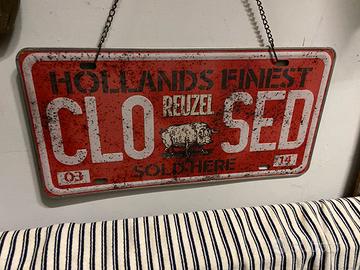 HOLLANDS FINEST
CLO REUZEL SED
SOLD HERE
03 14